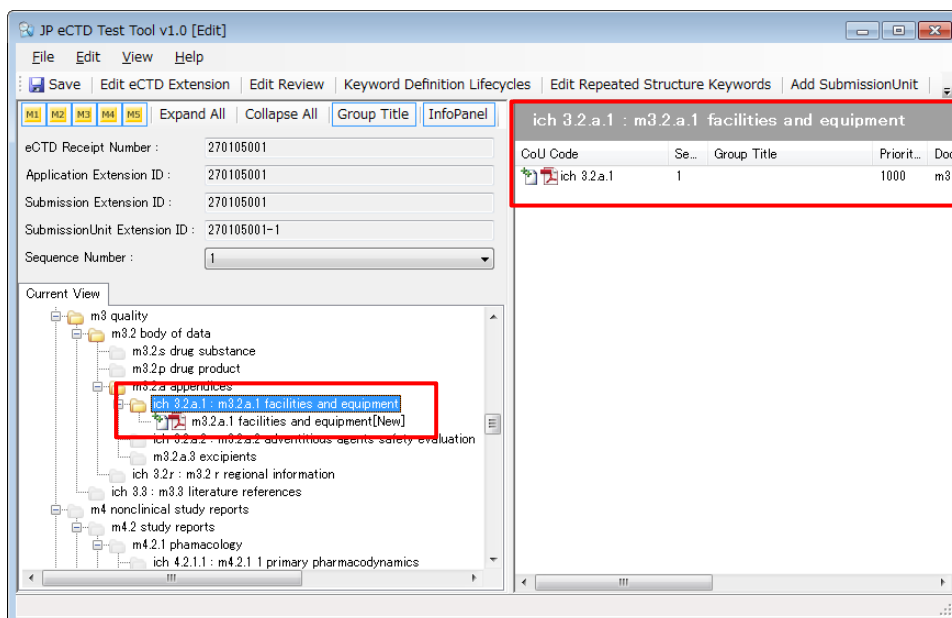 JP eCTD Test Tool v1.0 [Edit]
File Edit View Help
Save Edit eCTD Extension Edit Review Keyword Definition Lifecycles Edit Repeated Structure Keywords Add SubmissionUnit
M1 M2 M3 M4 M5 Expand All Collapse All Group Title InfoPanel
eCTD Receipt Number : 270105001
Application Extension ID : 270105001
Submission Extension ID : 270105001
SubmissionUnit Extension ID : 270105001-1
Sequence Number : 1
Current View
m3 quality
m3.2 body of data
m3.2.s drug substance
m3.2.p drug product
m3.2.a appendices
ich 3.2.a.1 : m3.2.a.1 facilities and equipment
m3.2.a.1 facilities and equipment[New]
ich 3.2.a.2 : m3.2.a.2 adventitious agents safety evaluation
m3.2.a.3 excipients
ich 3.2.r : m3.2 r regional information
ich 3.3 : m3.3 literature references
m4 nonclinical study reports
m4.2 study reports
m4.2.1 phamacology
ich 4.2.1.1 : m4.2.1 1 primary pharmacodynamics
ich 3.2.a.1 : m3.2.a.1 facilities and equipment
CoU Code Se... Group Title Priorit... Doc
ich 3.2.a.1 1 1000 m3